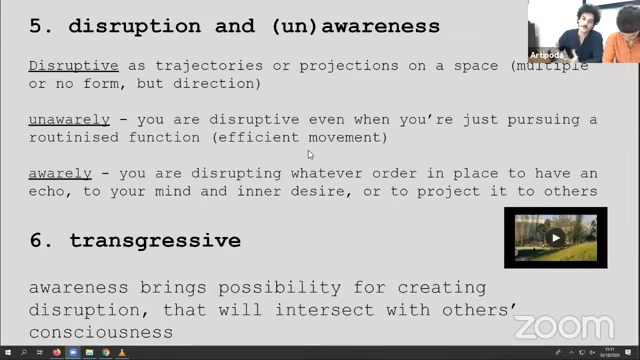 5. disruption and (un)awareness
Artipoda
Disruptive as trajectories or projections on a space (multiple
or no form, but direction)
unawarely - you are disruptive even when you're just pursuing a
routinised function (efficient movement)
awarely - you are disrupting whatever order in place to have an
echo, to your mind and inner desire, or to project it to others
6. transgressive
awareness brings possibility for creating
disruption, that will intersect with others'
consciousness
zoom